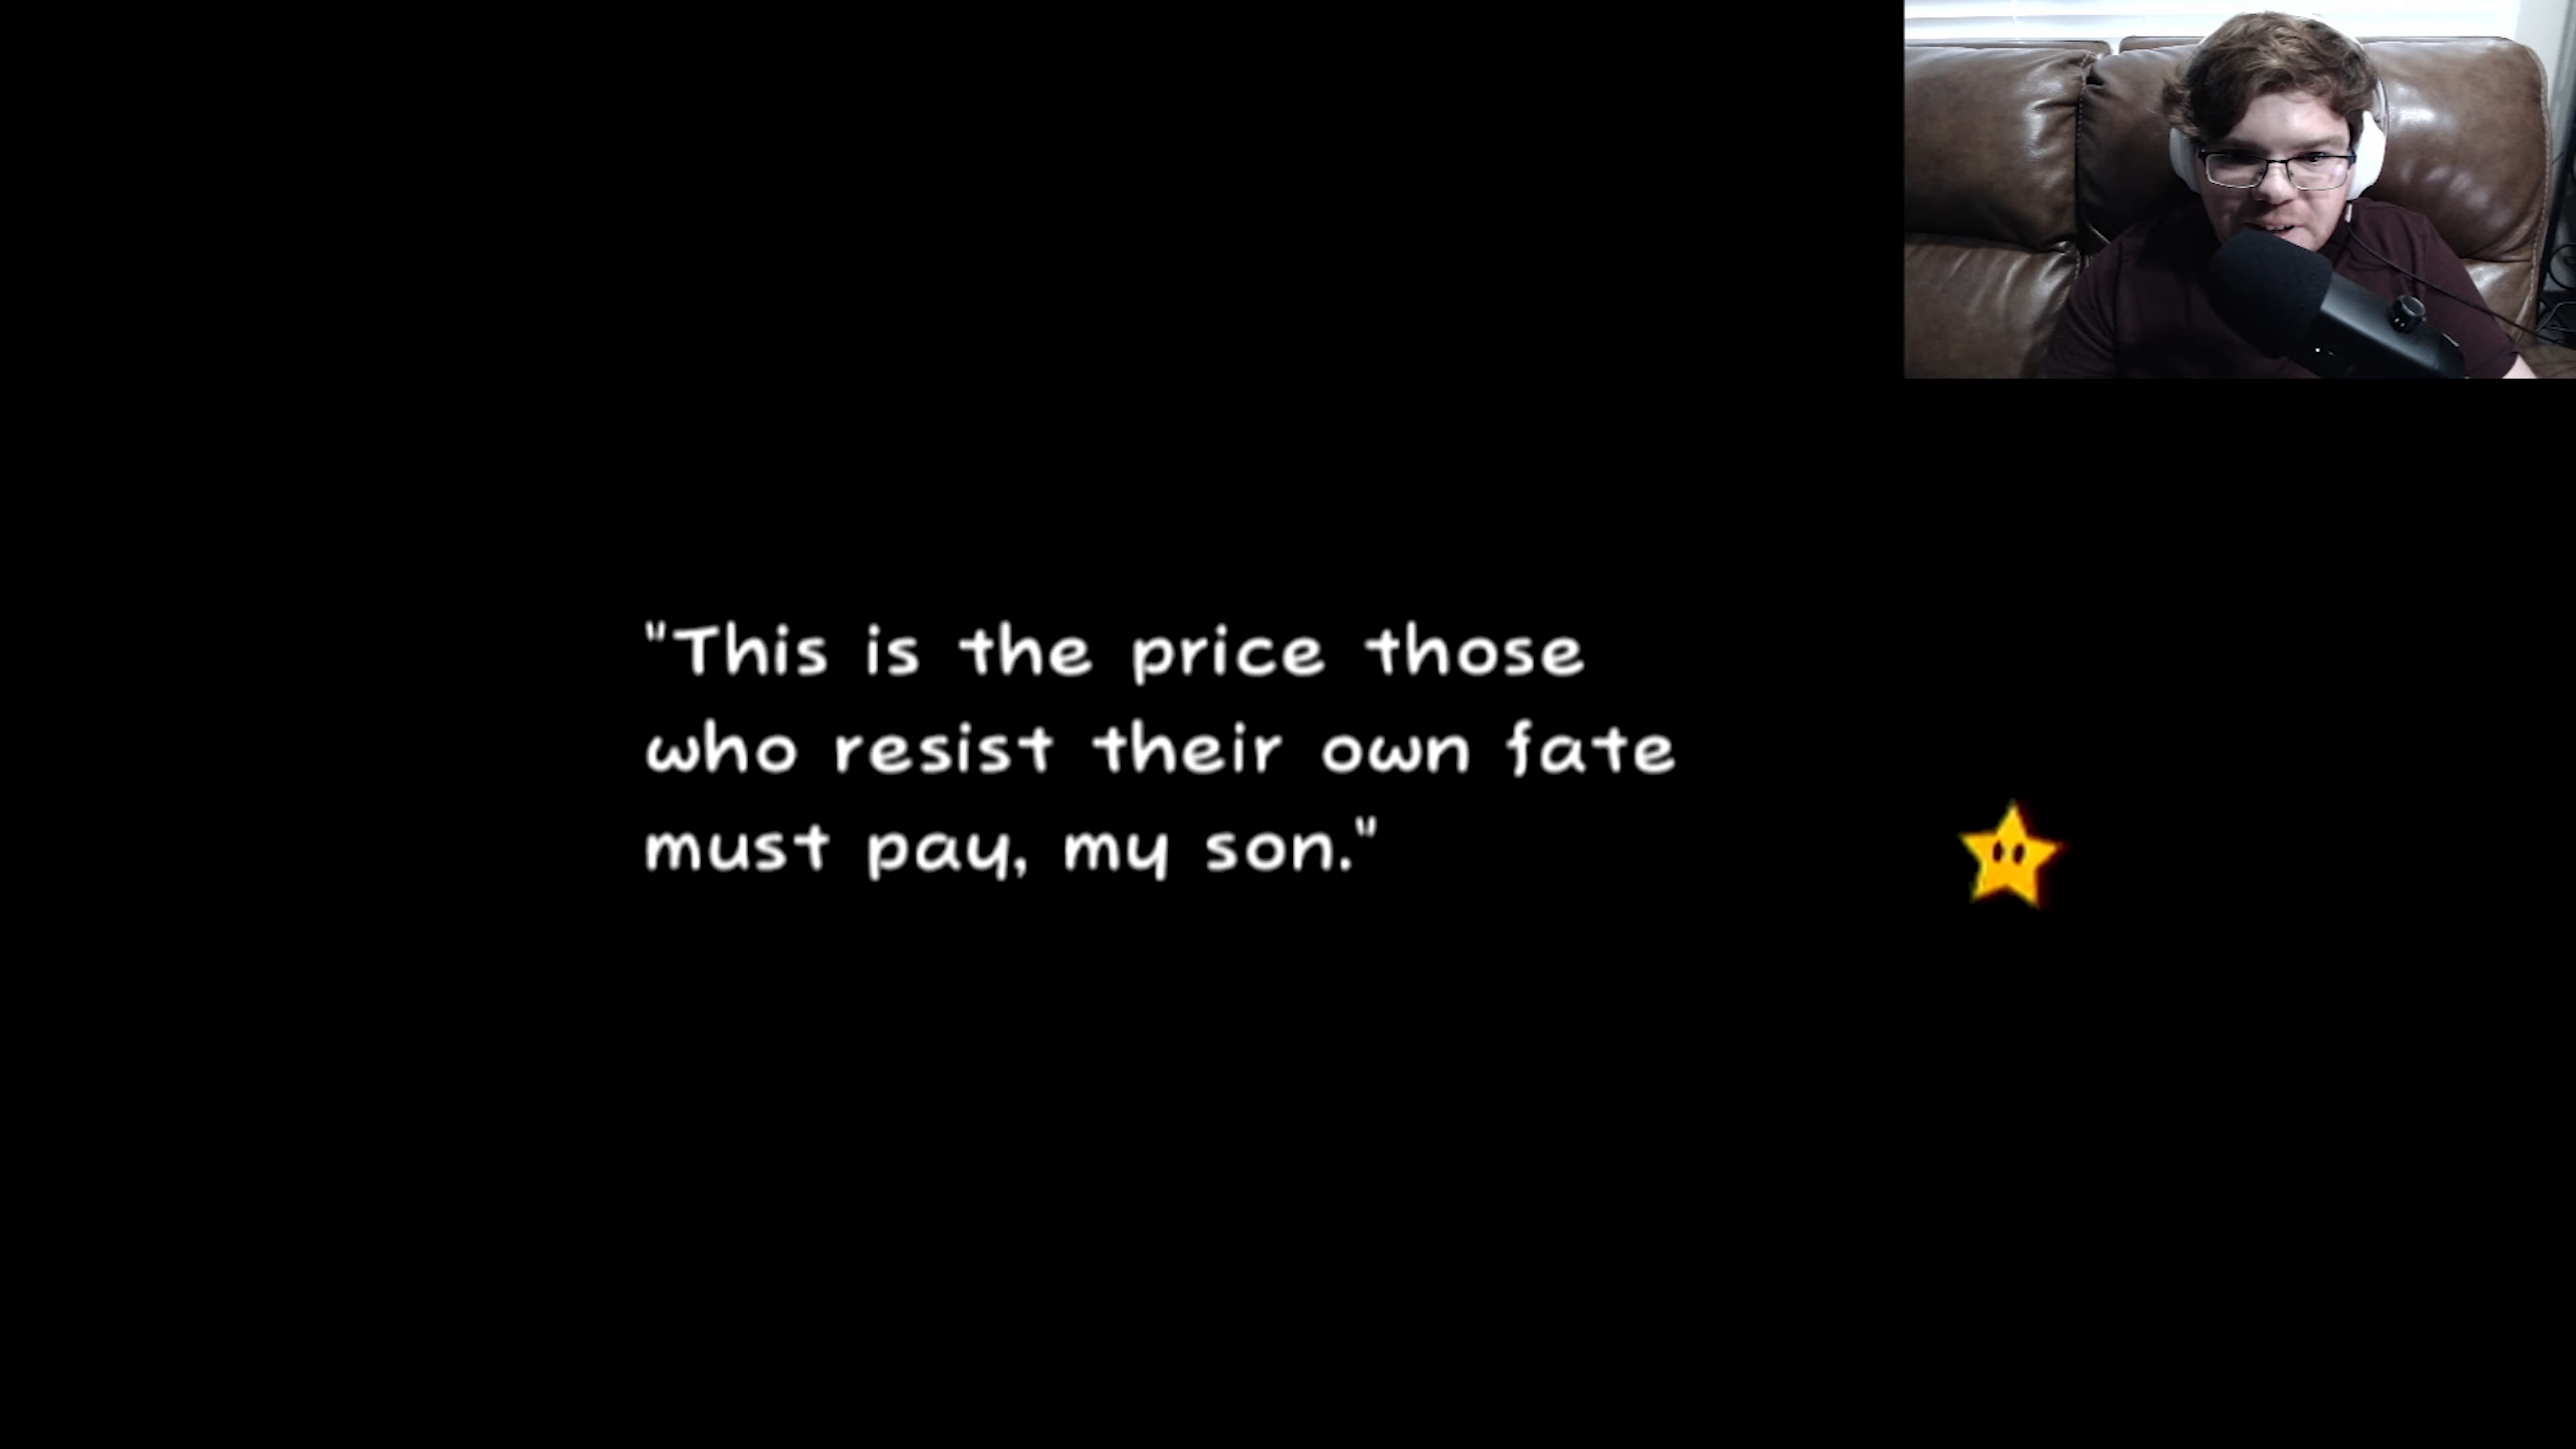 "This is the price those
who resist their own fate
must pay, my son."